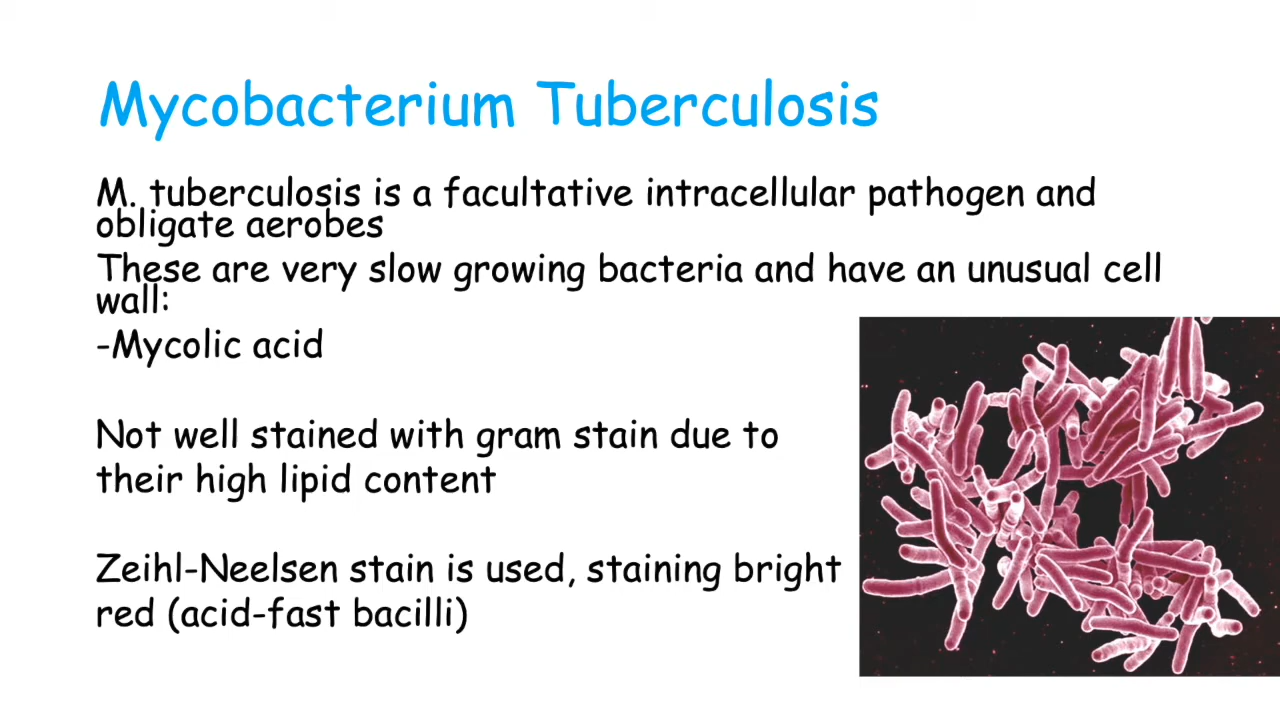 Mycobacterium Tuberculosis
M. tuberculosis is a facultative intracellular pathogen and
obligate aerobes
These are very slow growing bacteria and have an unusual cell
wall:
-Mycolic acid
Not well stained with gram stain due to
their high lipid content
Zeihl-Neelsen stain is used, staining bright
red (acid-fast bacilli)